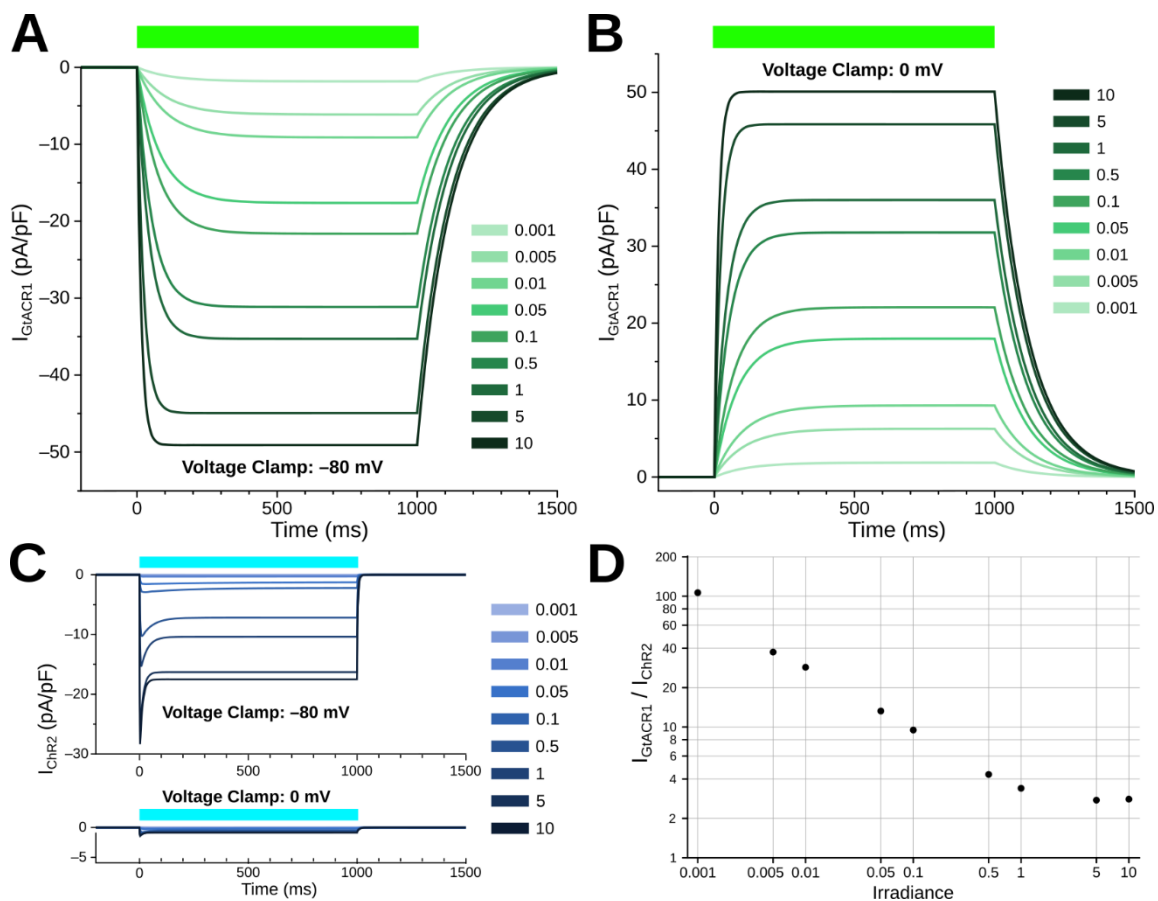 A
0
–10
–20
–30
–40
–50
I_GtACR1 (pA/pF)
0.001
0.005
0.01
0.05
0.1
0.5
1
5
10
Voltage Clamp: –80 mV
0 500 1000 1500
Time (ms)
B
Voltage Clamp: 0 mV
50
40
30
20
10
0
I_GtACR1 (pA/pF)
10
5
1
0.5
0.1
0.05
0.01
0.005
0.001
0 500 1000 1500
Time (ms)
C
0
–10
–20
–30
I_ChR2 (pA/pF)
Voltage Clamp: –80 mV
0 500 1000 1500
Voltage Clamp: 0 mV
0
–5
0 500 1000 1500
Time (ms)
0.001
0.005
0.01
0.05
0.1
0.5
1
5
10
D
200
100
80
60
40
20
10
8
6
4
2
1
I_GtACR1 / I_ChR2
0.001 0.005 0.01 0.05 0.1 0.5 1 5 10
Irradiance